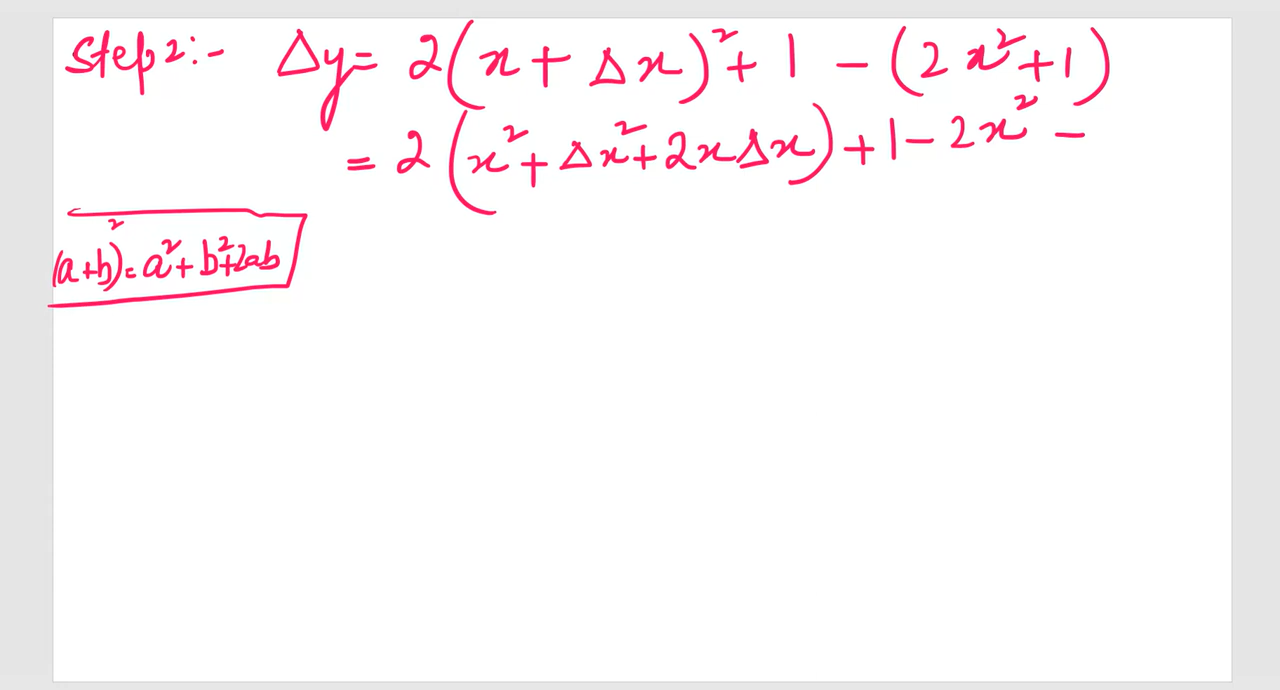 Step 2:- Δy = 2(x + Δx)² + 1 - (2x² + 1)
= 2(x² + Δx² + 2xΔx) + 1 - 2x² -
(a+b)² = a² + b² + 2ab